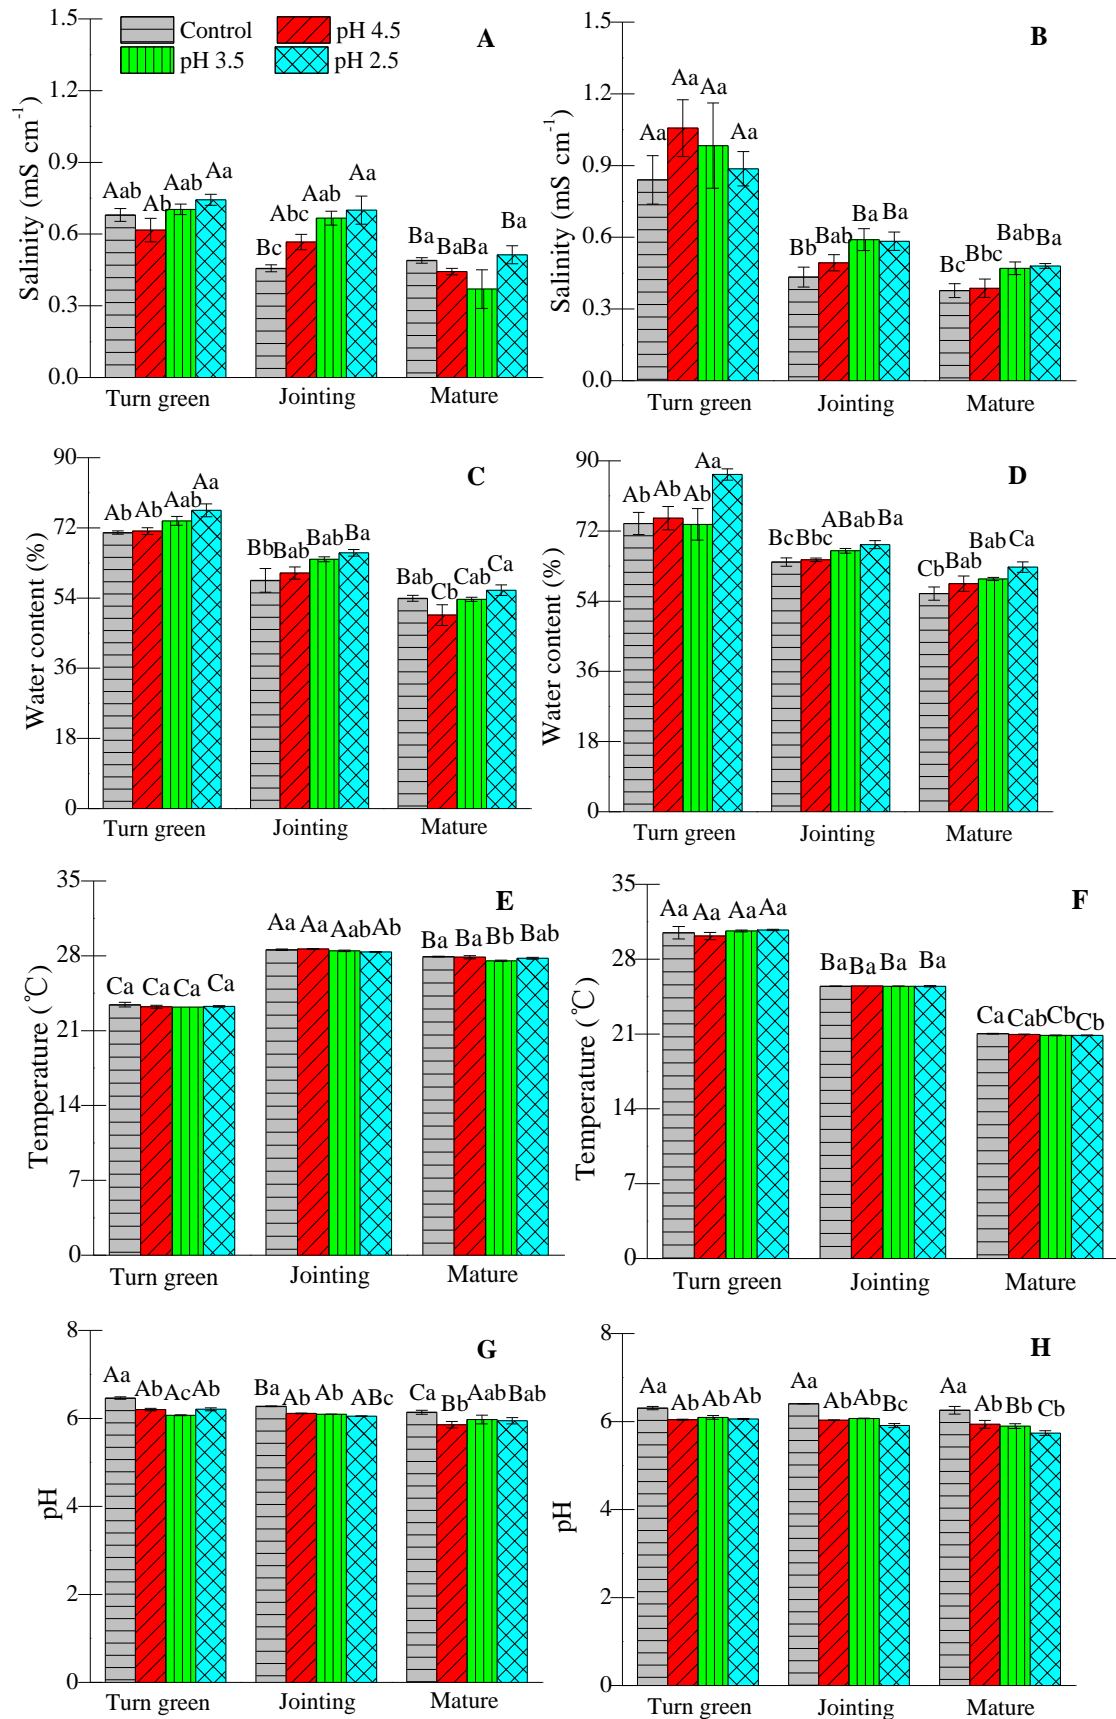 1.5
1.2
0.9
0.6
0.3
0.0
Salinity (mS cm⁻¹)
Control
pH 4.5
pH 3.5
pH 2.5
A
Aab Ab Aab Aa
Bc Abc Aab Aa
Ba Ba Ba Ba
Turn green Jointing Mature
1.5
1.2
0.9
0.6
0.3
0.0
Salinity (mS cm⁻¹)
B
Aa Aa Aa Aa
Bb Bab Ba Ba
Bc Bbc Bab Ba
Turn green Jointing Mature
90
72
54
36
18
0
Water content (%)
C
Ab Ab Aab Aa
Bb Bab Bab Ba
Bab Cb Cab Ca
Turn green Jointing Mature
90
72
54
36
18
0
Water content (%)
D
Ab Ab Ab Aa
Bc Bbc ABab Ba
Cb Bab Bab Ca
Turn green Jointing Mature
35
28
21
14
7
0
Temperature (℃)
E
Ca Ca Ca Ca
Aa Aa Aab Ab
Ba Ba Bb Bab
Turn green Jointing Mature
35
28
21
14
7
0
Temperature (℃)
F
Aa Aa Aa Aa
Ba Ba Ba Ba
Ca Cab Cb Cb
Turn green Jointing Mature
8
6
4
2
0
pH
G
Aa Ab Ac Ab
Ba Ab Ab ABc
Ca Bb Aab Bab
Turn green Jointing Mature
8
6
4
2
0
pH
H
Aa Ab Ab Ab
Aa Ab Ab Bc
Aa Ab Bb Cb
Turn green Jointing Mature